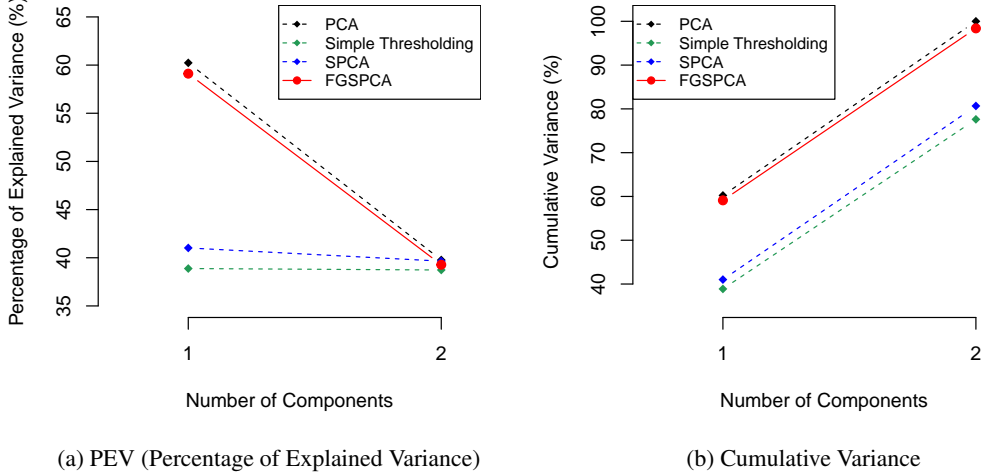 Percentage of Explained Variance (%)
65
60
55
50
45
40
35
PCA
Simple Thresholding
SPCA
FGSPCA
1
2
Number of Components
(a) PEV (Percentage of Explained Variance)
Cumulative Variance (%)
100
90
80
70
60
50
40
PCA
Simple Thresholding
SPCA
FGSPCA
1
2
Number of Components
(b) Cumulative Variance